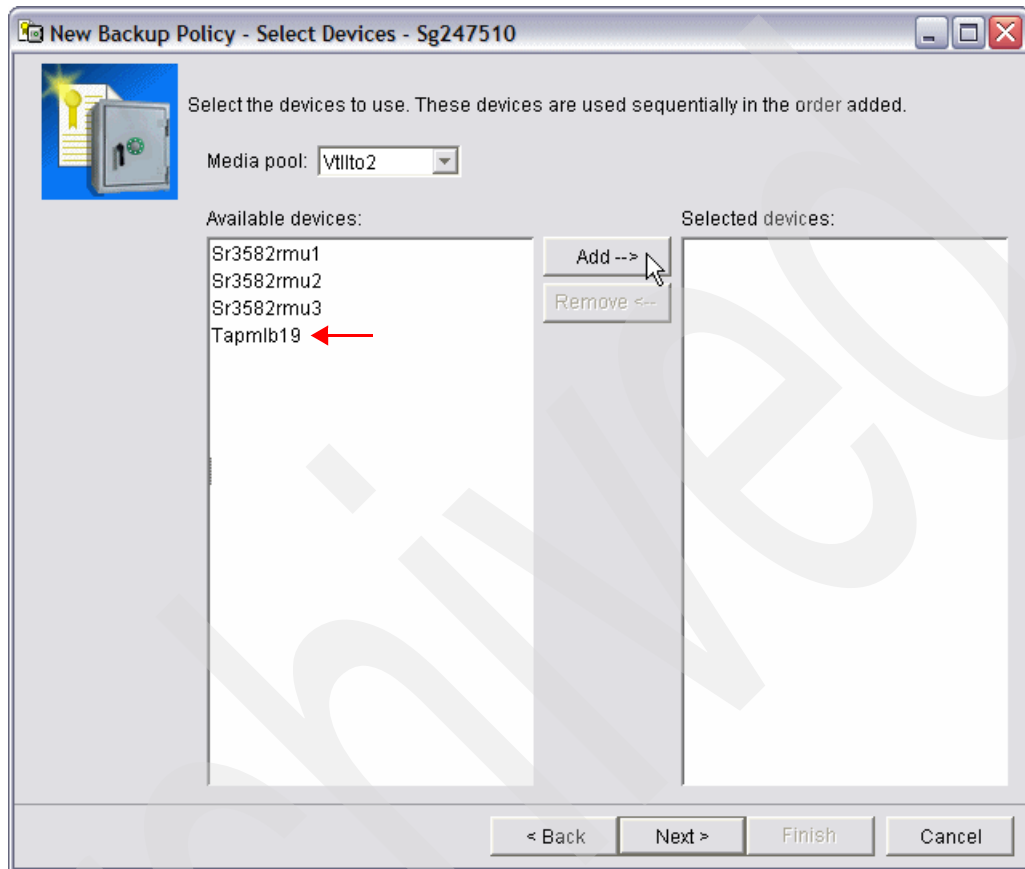 New Backup Policy - Select Devices - Sg247510
Select the devices to use. These devices are used sequentially in the order added.
Media pool: Vtllto2
Available devices:
Selected devices:
Sr3582rmu1
Sr3582rmu2
Sr3582rmu3
Tapmlb19
Add -->
Remove <--
< Back
Next >
Finish
Cancel